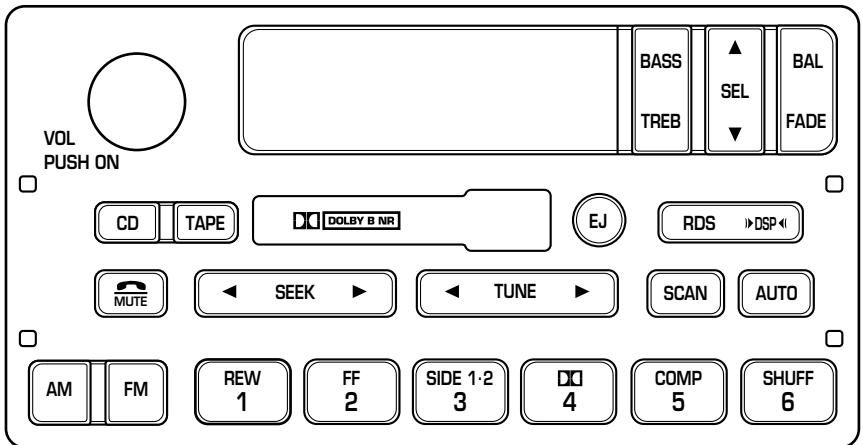 BASS
TREB
▲
SEL
▼
BAL
FADE
VOL
PUSH ON
CD
TAPE
DOLBY B NR
EJ
RDS DSP
MUTE
◀ SEEK ▶
◀ TUNE ▶
SCAN
AUTO
AM
FM
REW
1
FF
2
SIDE 1·2
3
4
COMP
5
SHUFF
6